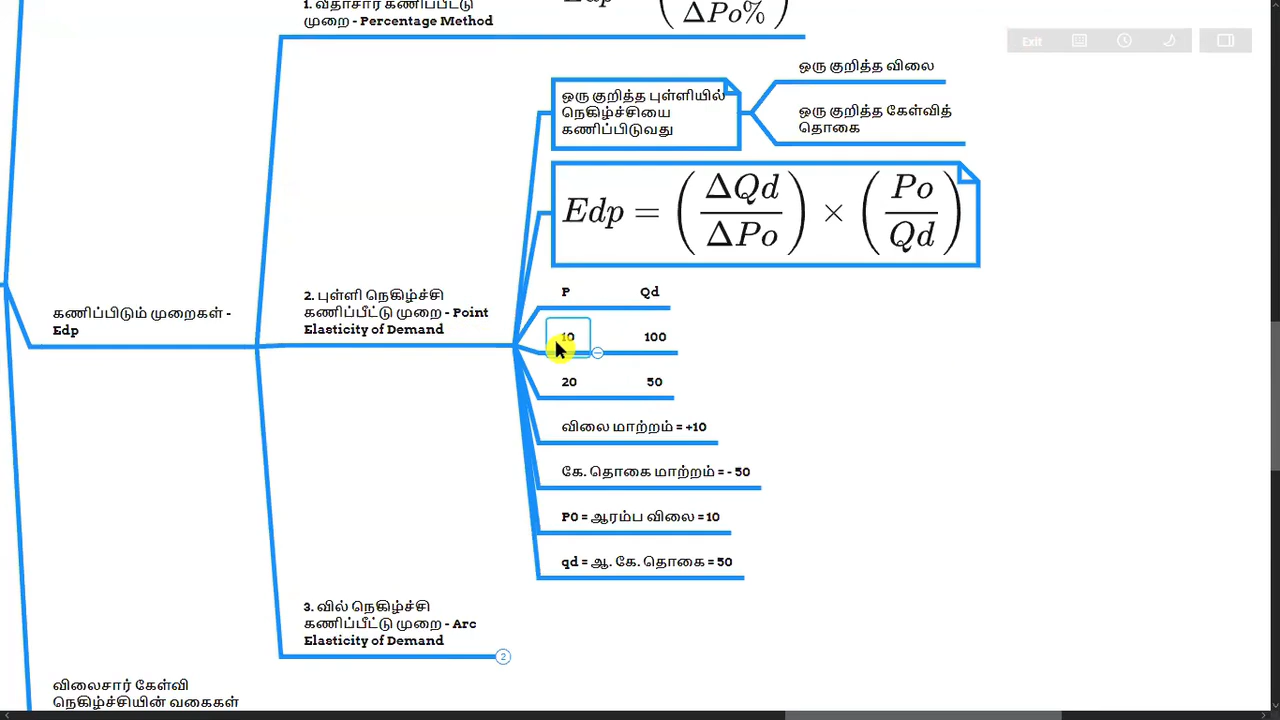 1. விதாசார கணிப்பீட்டு
முறை - Percentage Method
ΔPo%
Exit
ஒரு குறித்த விலை
ஒரு குறித்த புள்ளியில்
நெகிழ்ச்சியை
கணிப்பிடுவது
ஒரு குறித்த கேள்வித்
தொகை
Edp = (ΔQd / ΔPo) × (Po / Qd)
P Qd
10 100
20 50
விலை மாற்றம் = +10
கே. தொகை மாற்றம் = - 50
P0 = ஆரம்ப விலை = 10
qd = ஆ. கே. தொகை = 50
கணிப்பிடும் முறைகள் -
Edp
2. புள்ளி நெகிழ்ச்சி
கணிப்பீட்டு முறை - Point
Elasticity of Demand
3. வில் நெகிழ்ச்சி
கணிப்பீட்டு முறை - Arc
Elasticity of Demand
2
விலைசார் கேள்வி
நெகிழ்ச்சியின் வகைகள்